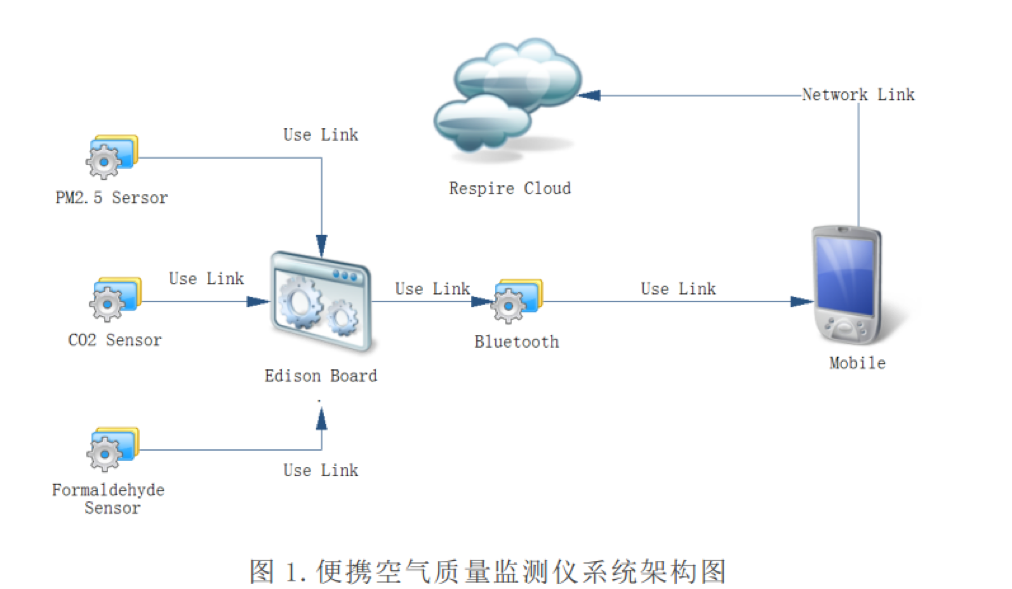 Network Link
Use Link
Respire Cloud
PM2.5 Sersor
Use Link
Use Link
Use Link
CO2 Sensor
Bluetooth
Mobile
Edison Board
Use Link
Formaldehyde
Sensor
图 1.便携空气质量监测仪系统架构图